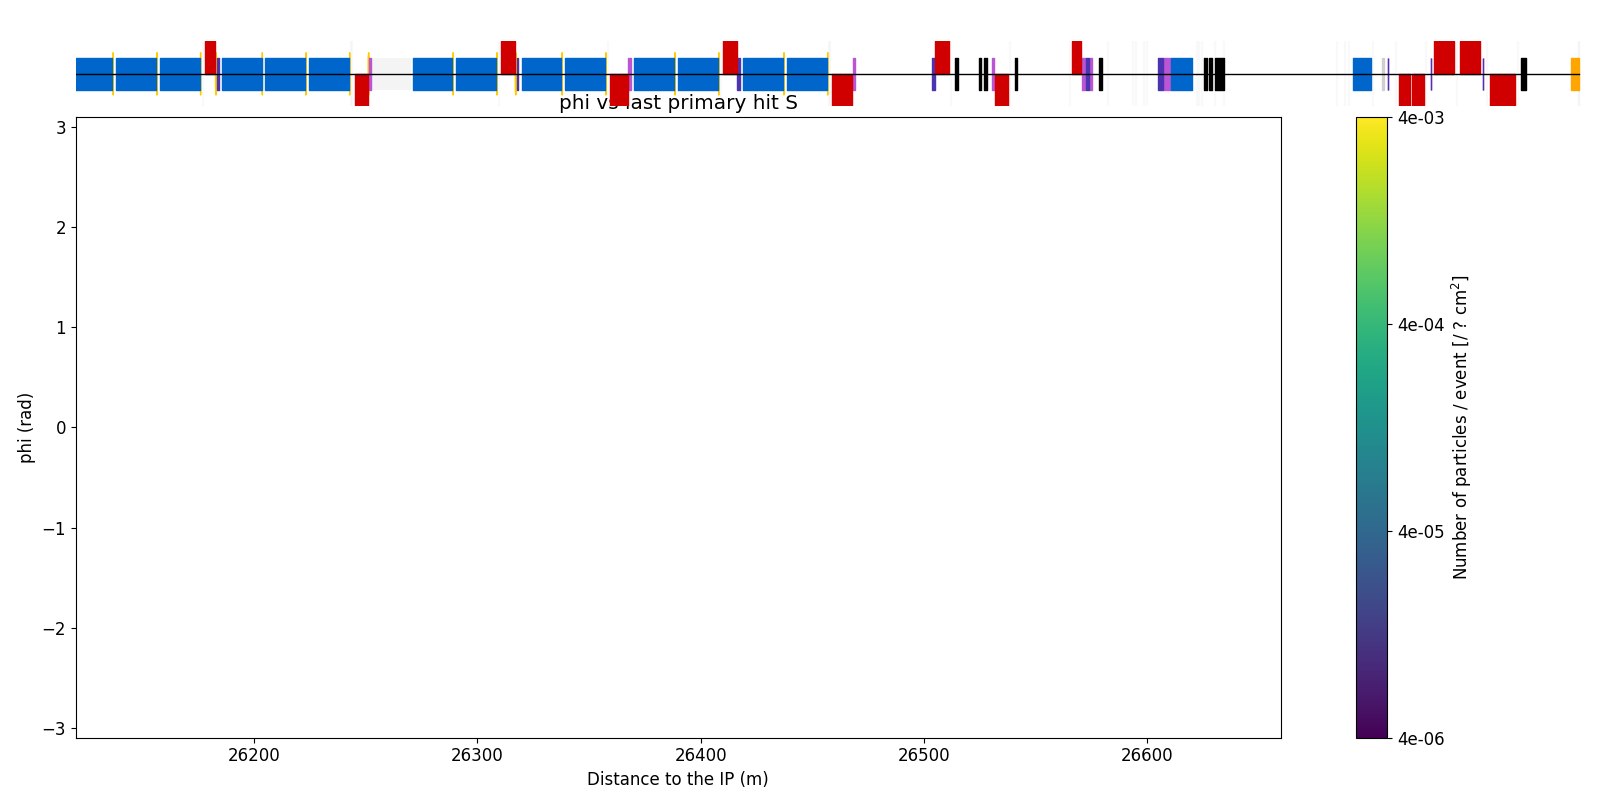 phi vs last primary hit S
3
2
1
0
−1
−2
−3
phi (rad)
26200
26300
26400
26500
26600
Distance to the IP (m)
4e-03
4e-04
4e-05
4e-06
Number of particles / event [/ ? cm²]